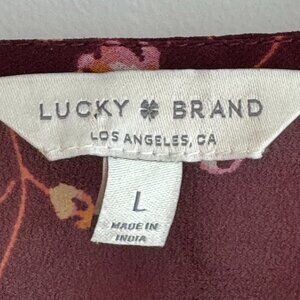 LUCKY BRAND
LOS ANGELES, CA
L
MADE IN
INDIA